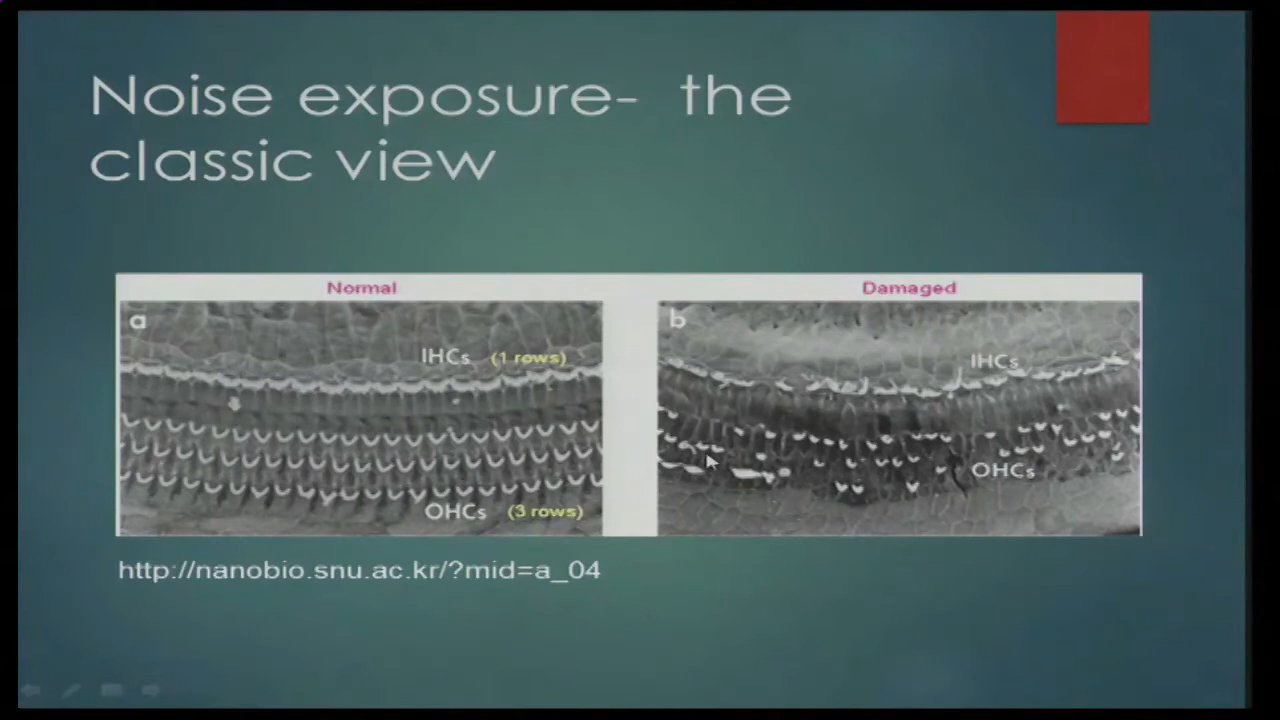 Noise exposure- the
classic view
Normal
Damaged
a
b
IHCs (1 rows)
IHCs
OHCs
OHCs (3 rows)
http://nanobio.snu.ac.kr/?mid=a_04